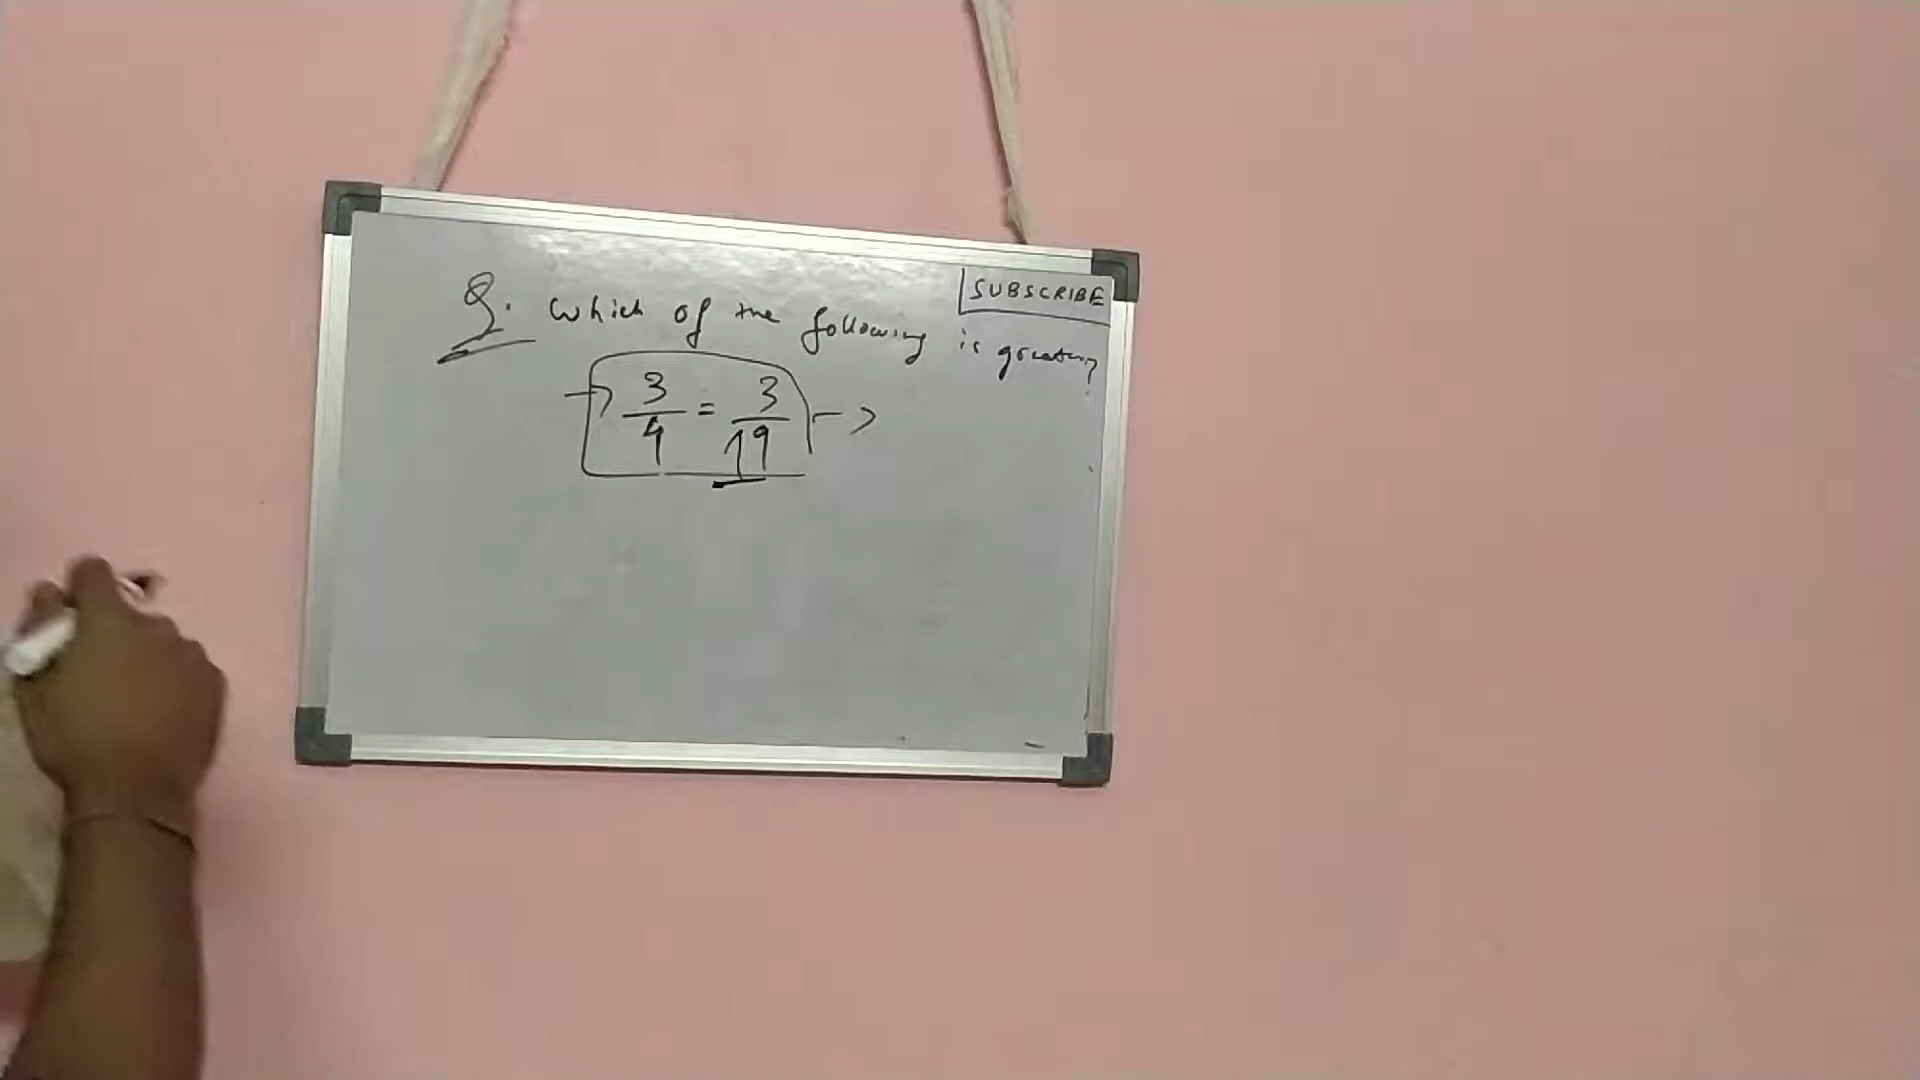 SUBSCRIBE
Q. Which of the following is greater?
→ 3/4 = 3/19 →